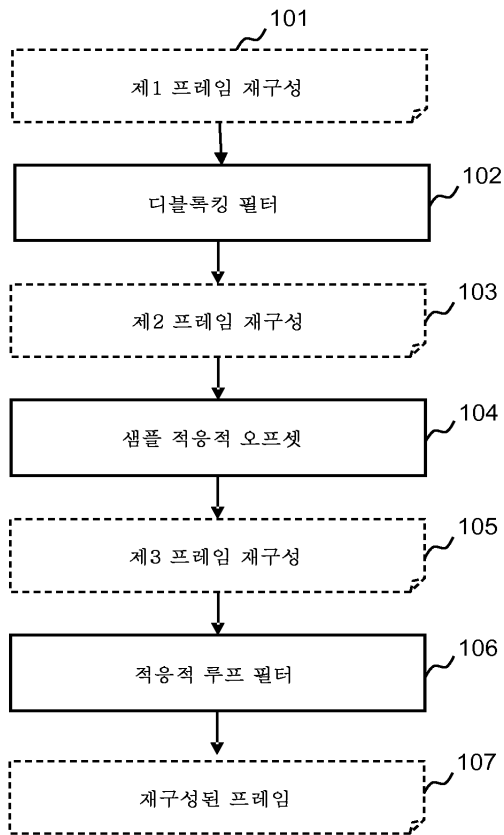 101
제1 프레임 재구성
디블록킹 필터
102
제2 프레임 재구성
103
샘플 적응적 오프셋
104
제3 프레임 재구성
105
적응적 루프 필터
106
재구성된 프레임
107